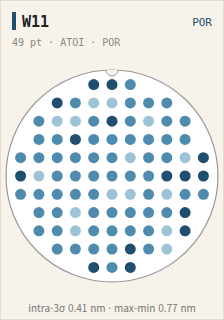 W11 POR
49 pt · ATOI · POR
intra-3σ 0.41 nm · max-min 0.77 nm